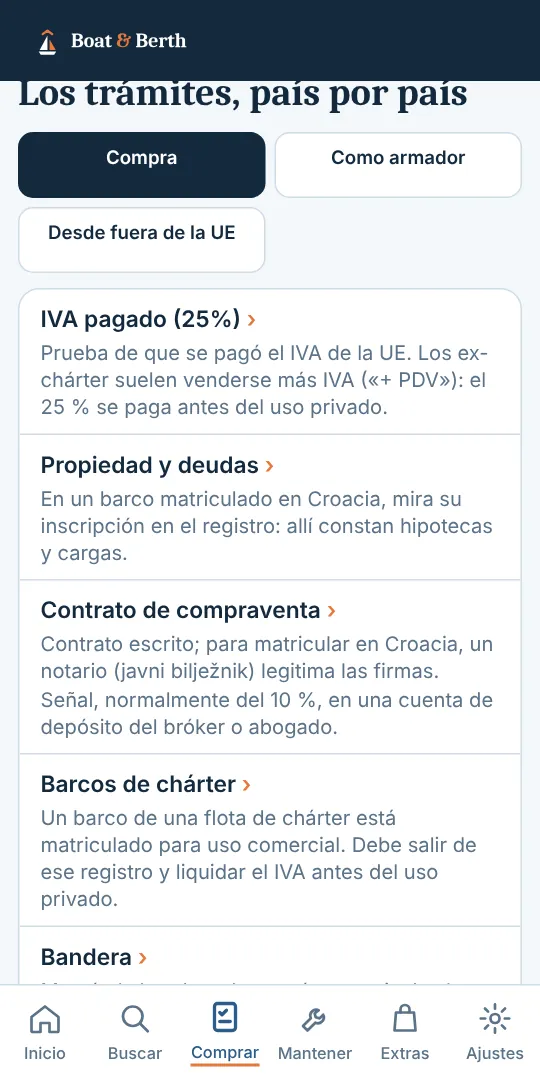 Boat & Berth
Los trámites, país por país
Compra
Como armador
Desde fuera de la UE
IVA pagado (25%) ›
Prueba de que se pagó el IVA de la UE. Los ex-
chárter suelen venderse más IVA («+ PDV»): el
25 % se paga antes del uso privado.
Propiedad y deudas ›
En un barco matriculado en Croacia, mira su
inscripción en el registro: allí constan hipotecas
y cargas.
Contrato de compraventa ›
Contrato escrito; para matricular en Croacia, un
notario (javni bilježnik) legitima las firmas.
Señal, normalmente del 10 %, en una cuenta de
depósito del bróker o abogado.
Barcos de chárter ›
Un barco de una flota de chárter está
matriculado para uso comercial. Debe salir de
ese registro y liquidar el IVA antes del uso
privado.
Bandera ›
Inicio
Buscar
Comprar
Mantener
Extras
Ajustes